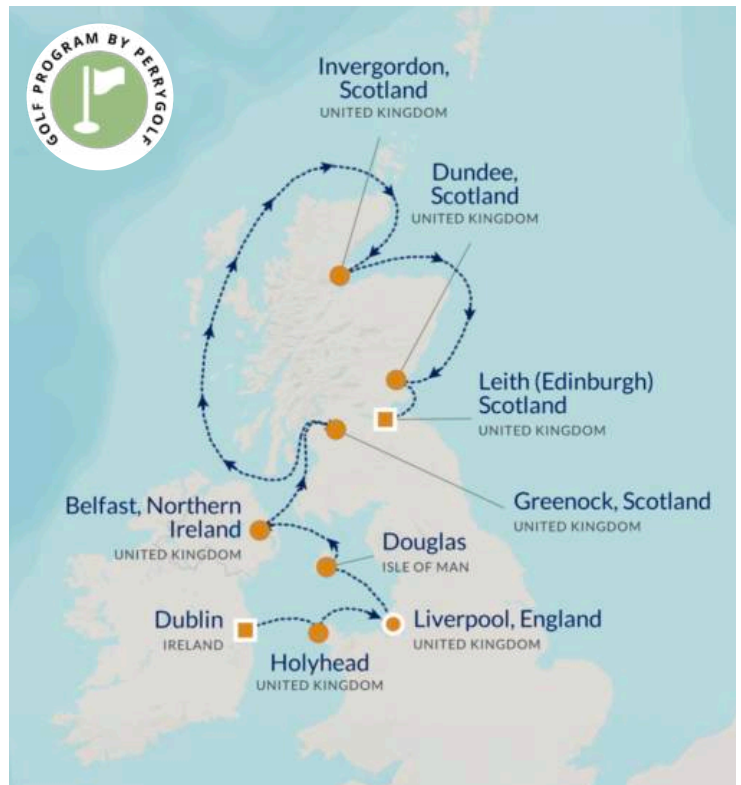 GOLF PROGRAM BY PERRYGOLF
Invergordon,
Scotland
UNITED KINGDOM
Dundee,
Scotland
UNITED KINGDOM
Leith (Edinburgh)
Scotland
UNITED KINGDOM
Greenock, Scotland
UNITED KINGDOM
Belfast, Northern
Ireland
UNITED KINGDOM
Douglas
ISLE OF MAN
Dublin
IRELAND
Liverpool, England
UNITED KINGDOM
Holyhead
UNITED KINGDOM